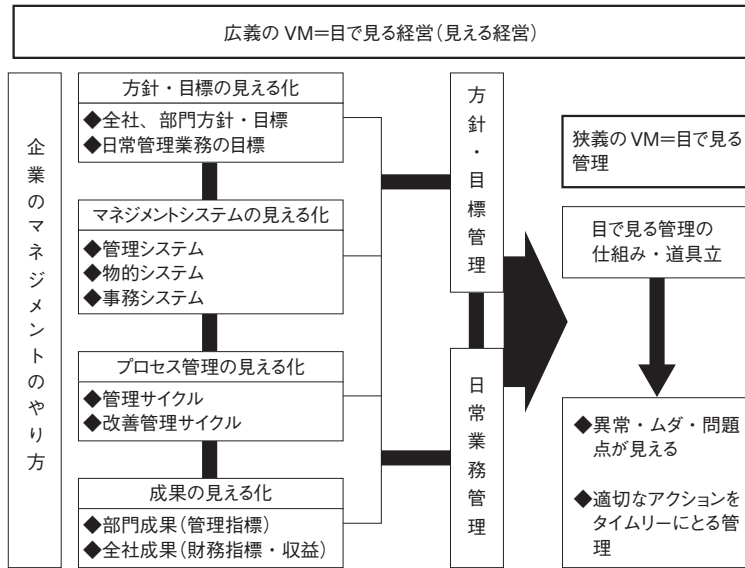 広義の VM=目で見る経営(見える経営)
企業のマネジメントのやり方
方針・目標の見える化
◆全社、部門方針・目標
◆日常管理業務の目標
マネジメントシステムの見える化
◆管理システム
◆物的システム
◆事務システム
プロセス管理の見える化
◆管理サイクル
◆改善管理サイクル
成果の見える化
◆部門成果(管理指標)
◆全社成果(財務指標・収益)
方針・目標管理
日常業務管理
狭義の VM=目で見る
管理
目で見る管理の
仕組み・道具立
◆異常・ムダ・問題
点が見える
◆適切なアクションを
タイムリーにとる管
理